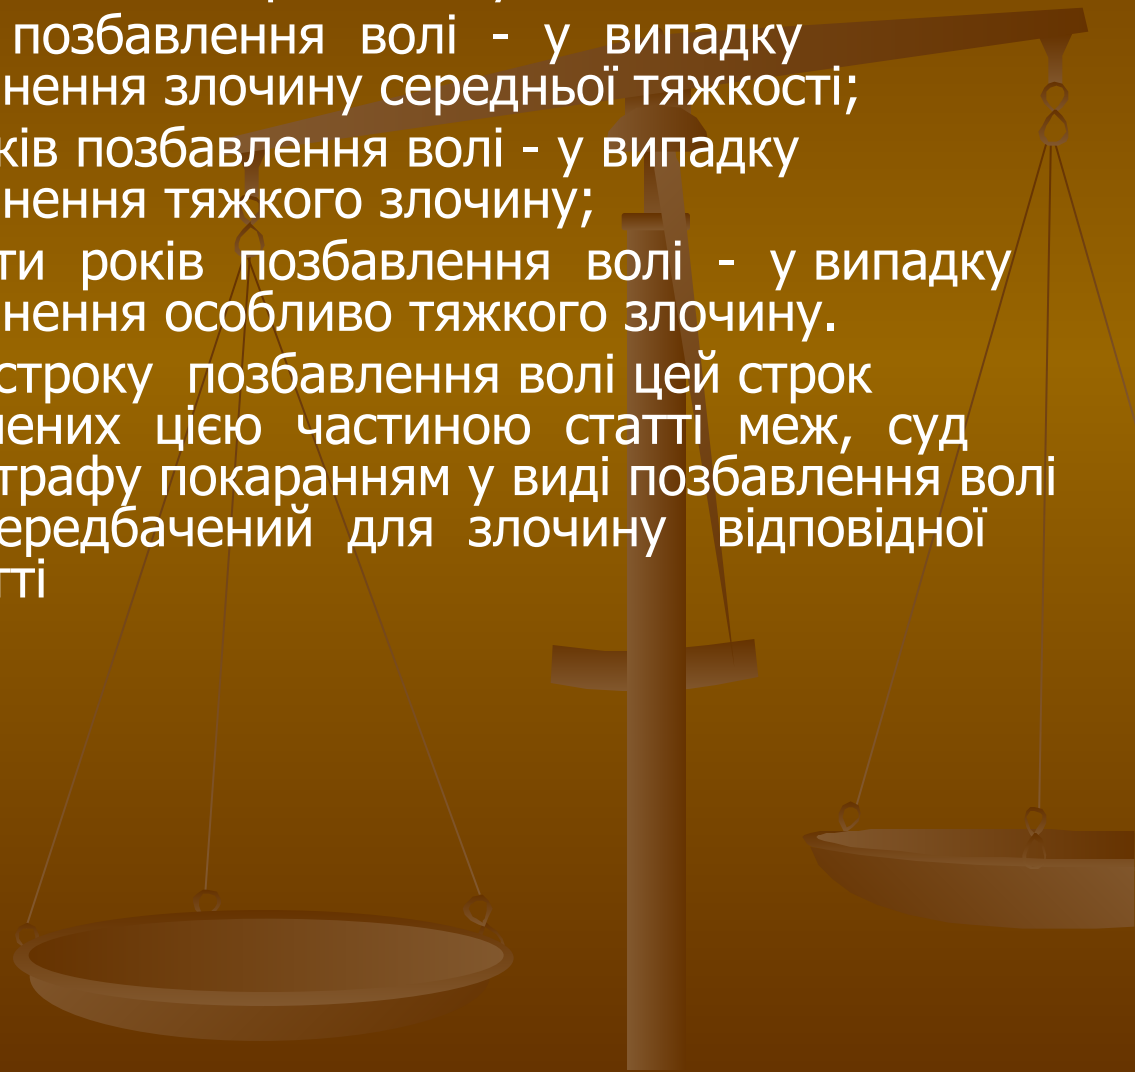 позбавлення волі - у випадку
нення злочину середньої тяжкості;
ків позбавлення волі - у випадку
нення тяжкого злочину;
ти років позбавлення волі - у випадку
нення особливо тяжкого злочину.
строку позбавлення волі цей строк
лених цією частиною статті меж, суд
трафу покаранням у виді позбавлення волі
ередбачений для злочину відповідної
тті